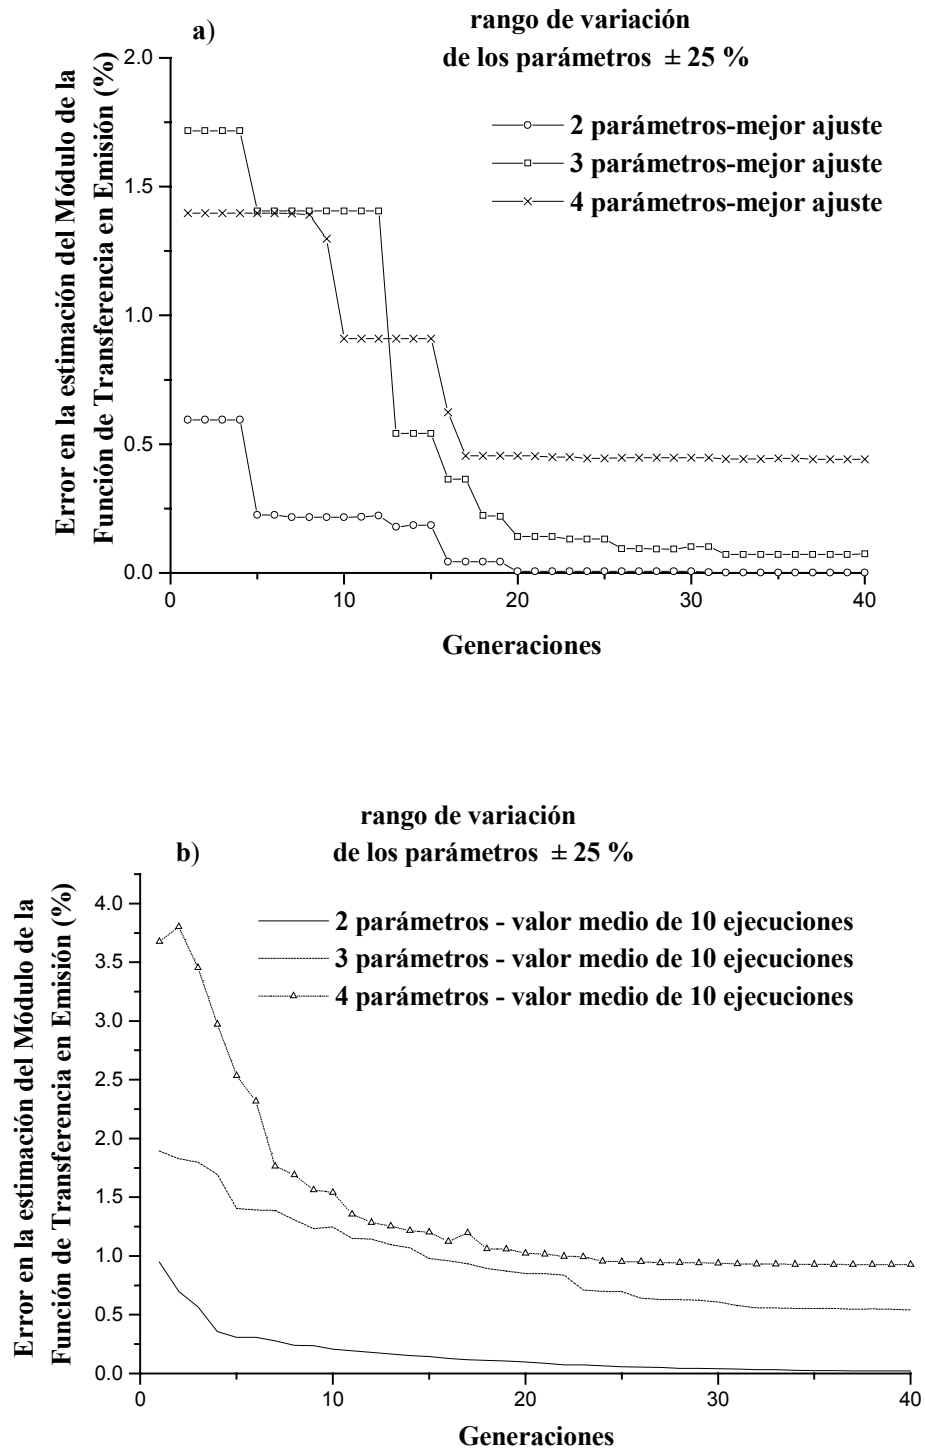 a)
rango de variación
de los parámetros ± 25 %
Error en la estimación del Módulo de la
Función de Transferencia en Emisión (%)
2.0
1.5
1.0
0.5
0.0
2 parámetros-mejor ajuste
3 parámetros-mejor ajuste
4 parámetros-mejor ajuste
0 10 20 30 40
Generaciones
rango de variación
b) de los parámetros ± 25 %
Error en la estimación del Módulo de la
Función de Transferencia en Emisión (%)
4.0
3.5
3.0
2.5
2.0
1.5
1.0
0.5
0.0
2 parámetros - valor medio de 10 ejecuciones
3 parámetros - valor medio de 10 ejecuciones
4 parámetros - valor medio de 10 ejecuciones
0 10 20 30 40
Generaciones